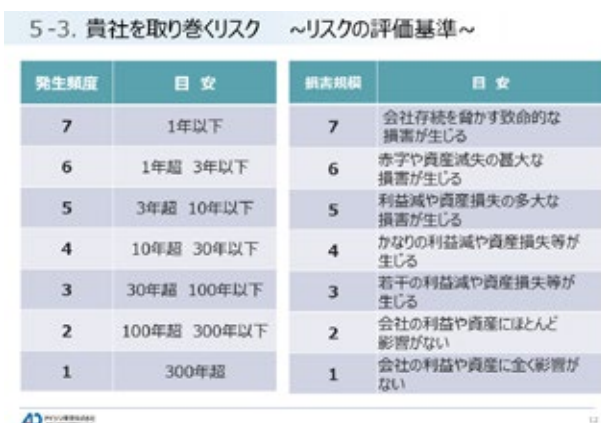 5-3. 貴社を取り巻くリスク ～リスクの評価基準～
発生頻度 目 安
7 1年以下
6 1年超 3年以下
5 3年超 10年以下
4 10年超 30年以下
3 30年超 100年以下
2 100年超 300年以下
1 300年超
損害規模 目 安
7 会社存続を脅かす致命的な
損害が生じる
6 赤字や資産滅失の甚大な
損害が生じる
5 利益減や資産損失の多大な
損害が生じる
4 かなりの利益減や資産損失等が
生じる
3 若干の利益減や資産損失等が
生じる
2 会社の利益や資産にほとんど
影響がない
1 会社の利益や資産に全く影響が
ない